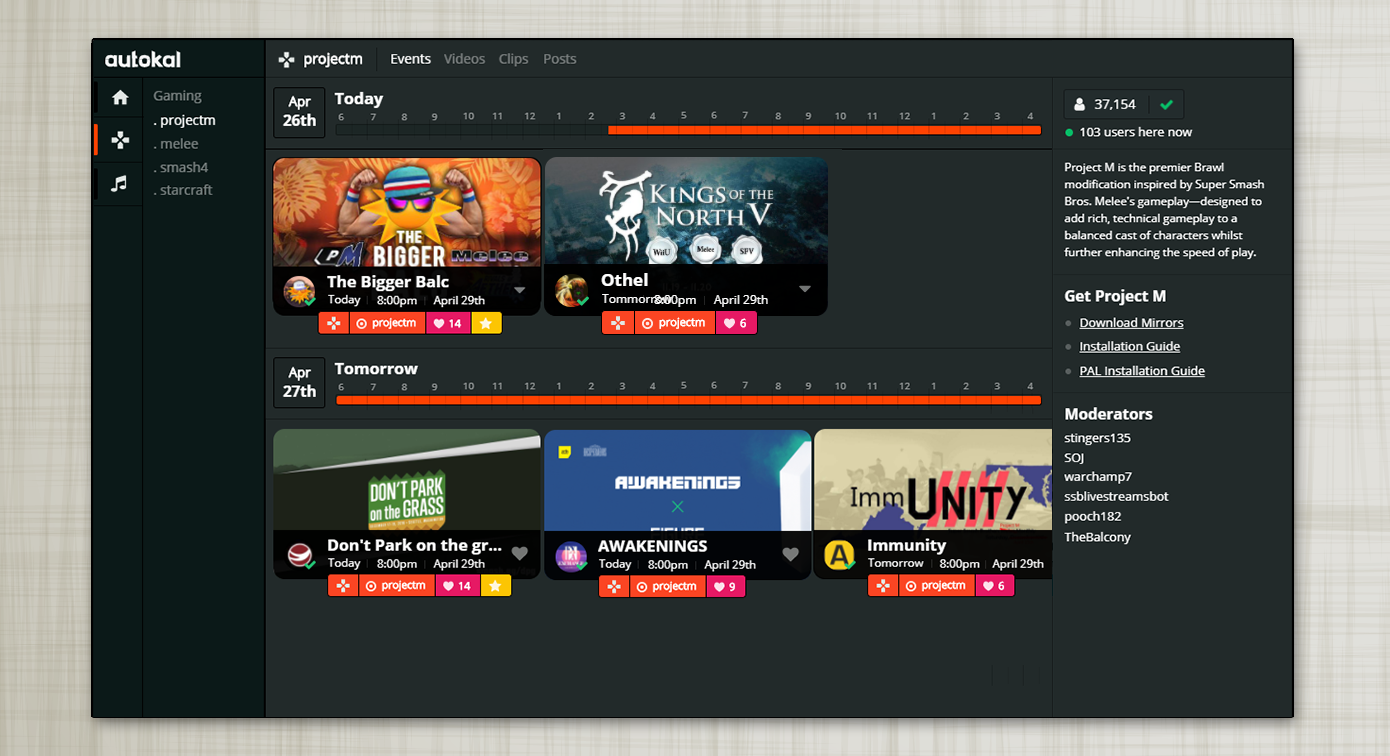 autokal
projectm
Events Videos Clips Posts
Gaming
. projectm
. melee
. smash4
. starcraft
Apr
26th
Today
6 7 8 9 10 11 12 1 2 3 4 5 6 7 8 9 10 11 12 1 2 3 4
THE
BIGGER
PM
Melee
The Bigger Balc
Today 8:00pm April 29th
projectm 14
KINGS OF THE
NORTH V
WiiU Melee SFV
Othel
Tommorrow 8:00pm April 29th
projectm 6
Apr
27th
Tomorrow
6 7 8 9 10 11 12 1 2 3 4 5 6 7 8 9 10 11 12 1 2 3 4
DON'T PARK
on the GRASS
Don't Park on the gr...
Today 8:00pm April 29th
projectm 14
AWAKENINGS
AWAKENINGS
Today 8:00pm April 29th
projectm 9
ImmUNITY
A
Immunity
Tomorrow 8:00pm April 29th
projectm 6
37,154
103 users here now
Project M is the premier Brawl
modification inspired by Super Smash
Bros. Melee's gameplay—designed to
add rich, technical gameplay to a
balanced cast of characters whilst
further enhancing the speed of play.
Get Project M
Download Mirrors
Installation Guide
PAL Installation Guide
Moderators
stingers135
SOJ
warchamp7
ssblivestreamsbot
pooch182
TheBalcony